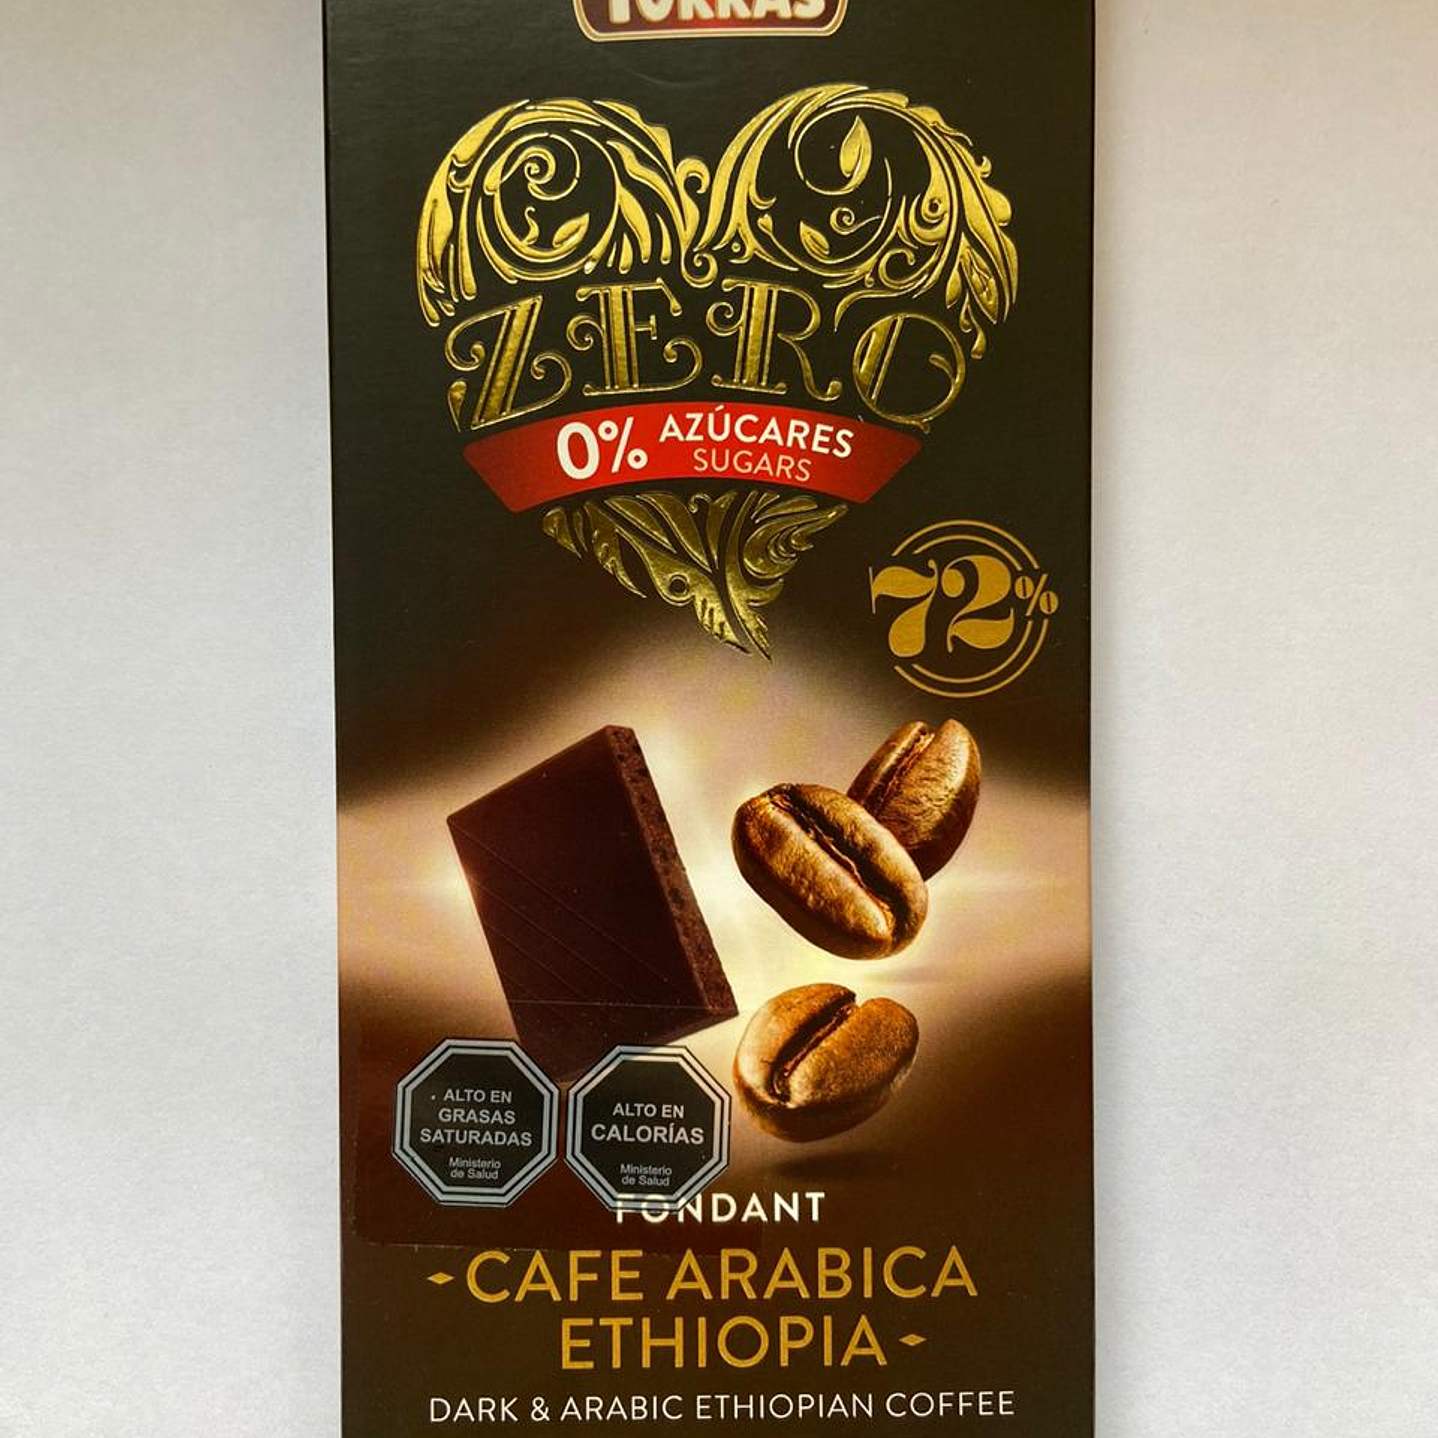 TORRAS
ZERO
0% AZÚCARES
SUGARS
72%
ALTO EN
GRASAS
SATURADAS
Ministerio
de Salud
ALTO EN
CALORÍAS
Ministerio
de Salud
FONDANT
CAFE ARABICA
ETHIOPIA
DARK & ARABIC ETHIOPIAN COFFEE